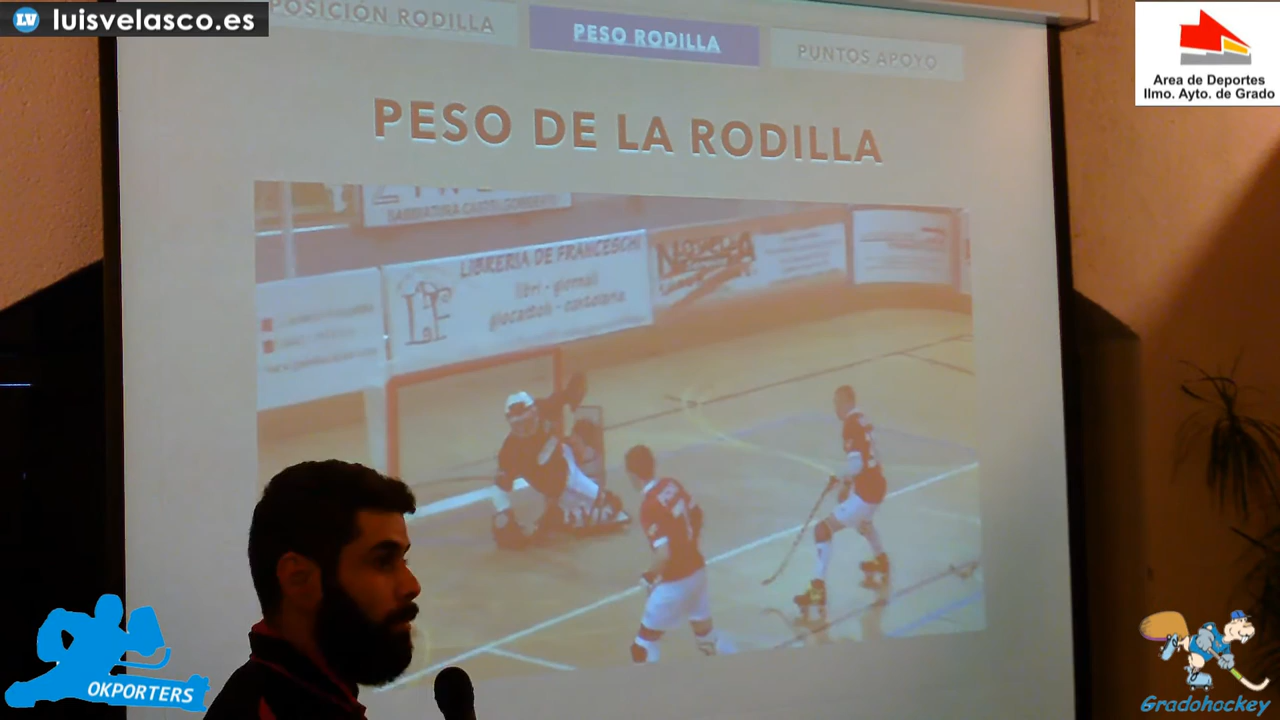 luisvelasco.es
POSICIÓN RODILLA
PESO RODILLA
PUNTOS APOYO
Area de Deportes
Ilmo. Ayto. de Grado
PESO DE LA RODILLA
LIBRERIA DE FRANCESCHI
libri - giornali
giocattoli - cartoleria
LF
OKPORTERS
Gradohockey